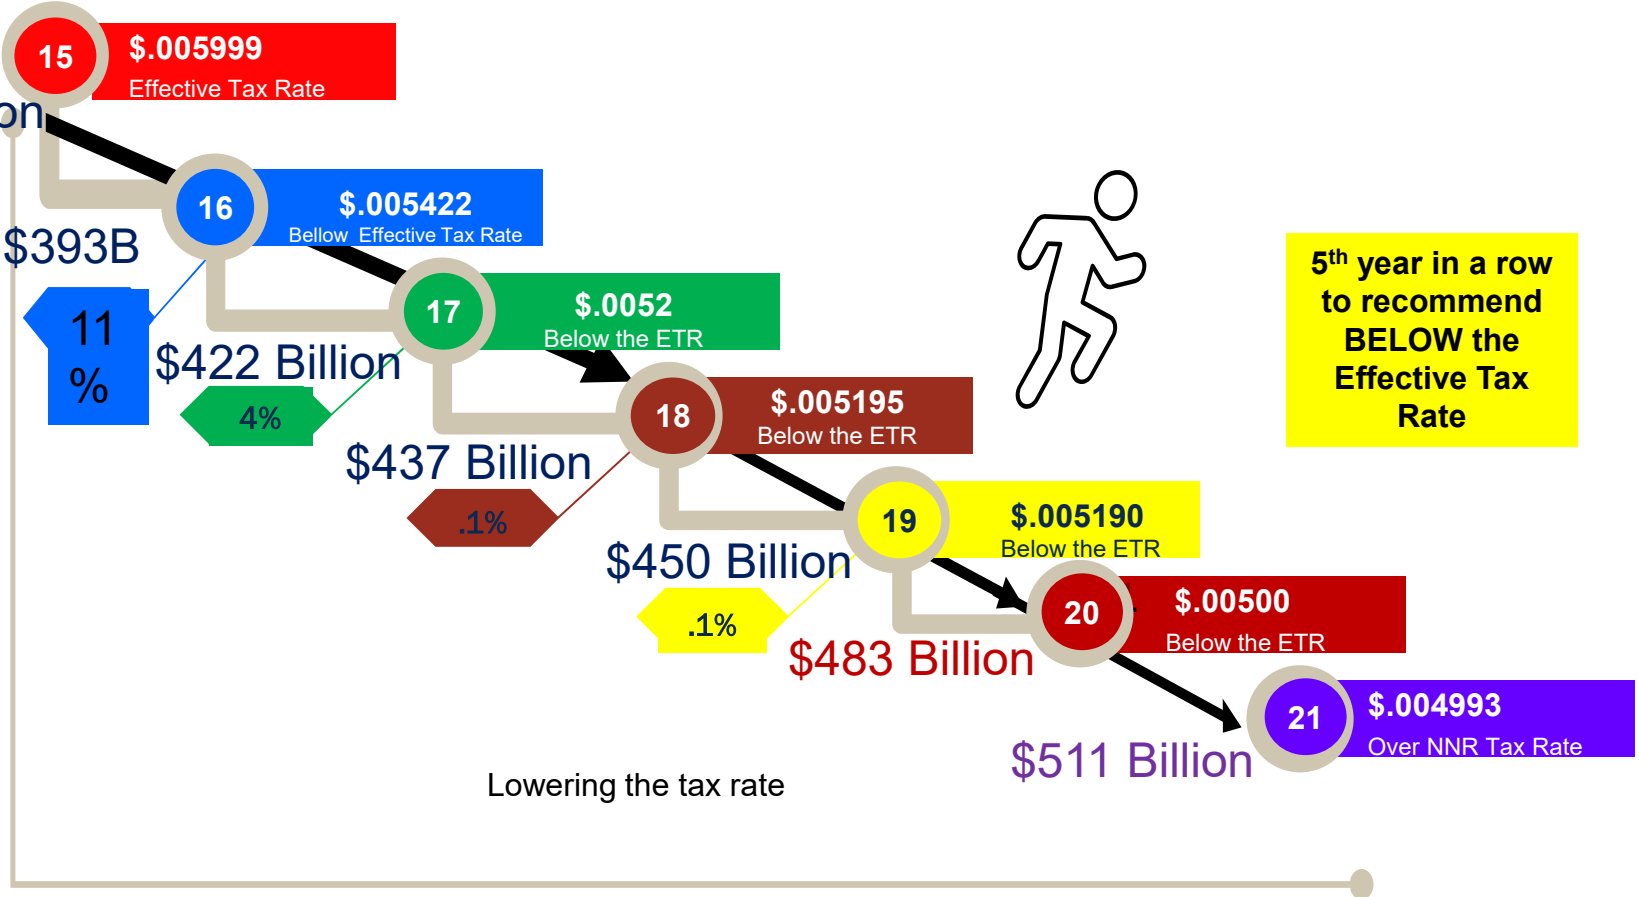 15
$.005999
Effective Tax Rate
on
16
$.005422
Bellow Effective Tax Rate
$393B
11
%
17
$.0052
Below the ETR
$422 Billion
4%
18
$.005195
Below the ETR
$437 Billion
.1%
19
$.005190
Below the ETR
$450 Billion
.1%
20
$.00500
Below the ETR
$483 Billion
21
$.004993
Over NNR Tax Rate
$511 Billion
5th year in a row
to recommend
BELOW the
Effective Tax
Rate
Lowering the tax rate